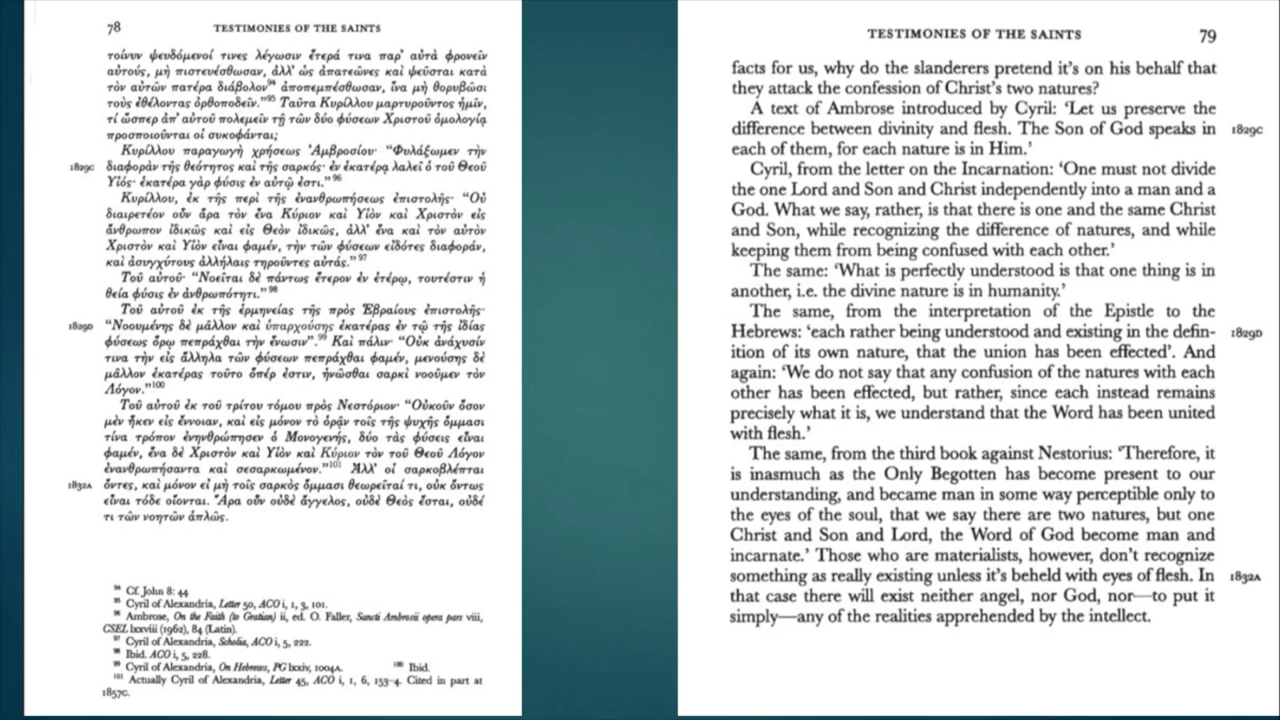 78 TESTIMONIES OF THE SAINTS
τοίνυν ψευδόμενοί τινες λέγωσιν ἕτερά τινα παρ' αὐτὰ φρονεῖν
αὐτούς, μὴ πιστευέσθωσαν, ἀλλ' ὡς ἀπατεῶνες καὶ ψεῦσται κατὰ
τὸν αὐτῶν πατέρα διάβολον⁹⁴ ἀποπεμπέσθωσαν, ἵνα μὴ θορυβῶσι
τοὺς ἐθέλοντας ὀρθοποδεῖν."⁹⁵ Ταῦτα Κυρίλλου μαρτυροῦντος ἡμῖν,
τί ὥσπερ ἀπ' αὐτοῦ πολεμεῖν τῇ τῶν δύο φύσεων Χριστοῦ ὁμολογίᾳ
προσποιοῦνται οἱ συκοφάνται;
Κυρίλλου παραγωγὴ χρήσεως Ἀμβροσίου· "Φυλάξωμεν τὴν
1829C διαφορὰν τῆς θεότητος καὶ τῆς σαρκός· ἐν ἑκατέρᾳ λαλεῖ ὁ τοῦ Θεοῦ
Υἱός· ἑκατέρα γὰρ φύσις ἐν αὐτῷ ἐστι."⁹⁶
Κυρίλλου, ἐκ τῆς περὶ τῆς ἐνανθρωπήσεως ἐπιστολῆς· "Οὐ
διαιρετέον οὖν ἄρα τὸν ἕνα Κύριον καὶ Υἱὸν καὶ Χριστὸν εἰς
ἄνθρωπον ἰδικῶς καὶ εἰς Θεὸν ἰδικῶς, ἀλλ' ἕνα καὶ τὸν αὐτὸν
Χριστὸν καὶ Υἱὸν εἶναι φαμέν, τὴν τῶν φύσεων εἰδότες διαφοράν,
καὶ ἀσυγχύτους ἀλλήλαις τηροῦντες αὐτάς."⁹⁷
Τοῦ αὐτοῦ· "Νοεῖται δὲ πάντως ἕτερον ἐν ἑτέρῳ, τουτέστιν ἡ
θεία φύσις ἐν ἀνθρωπότητι."⁹⁸
Τοῦ αὐτοῦ ἐκ τῆς ἑρμηνείας τῆς πρὸς Ἑβραίους ἐπιστολῆς·
1829D "Νοουμένης δὲ μᾶλλον καὶ ὑπαρχούσης ἑκατέρας ἐν τῷ τῆς ἰδίας
φύσεως ὅρῳ πεπράχθαι τὴν ἕνωσιν".⁹⁹ Καὶ πάλιν· "Οὐκ ἀνάχυσίν
τινα τὴν εἰς ἄλληλα τῶν φύσεων πεπράχθαι φαμέν, μενούσης δὲ
μᾶλλον ἑκατέρας τοῦτο ὅπέρ ἐστιν, ἡνῶσθαι σαρκὶ νοοῦμεν τὸν
Λόγον."¹⁰⁰
Τοῦ αὐτοῦ ἐκ τοῦ τρίτου τόμου πρὸς Νεστόριον· "Οὐκοῦν ὅσον
μὲν ἧκεν εἰς ἔννοιαν, καὶ εἰς μόνον τὸ ὁρᾶν τοῖς τῆς ψυχῆς ὄμμασι
τίνα τρόπον ἐνηνθρώπησεν ὁ Μονογενής, δύο τὰς φύσεις εἶναι
φαμέν, ἕνα δὲ Χριστὸν καὶ Υἱὸν καὶ Κύριον τὸν τοῦ Θεοῦ Λόγον
ἐνανθρωπήσαντα καὶ σεσαρκωμένον."¹⁰¹ Ἀλλ' οἱ σαρκοβλέπται
1832A ὄντες, καὶ μόνον εἰ μὴ τοῖς σαρκὸς ὄμμασι θεωρεῖταί τι, οὐκ ὄντως
εἶναι τόδε οἴονται. Ἆρα οὖν οὐδὲ ἄγγελος, οὐδὲ Θεὸς ἔσται, οὐδέ
τι τῶν νοητῶν ἁπλῶς.
⁹⁴ Cf. John 8: 44
⁹⁵ Cyril of Alexandria, Letter 50, ACO i, 1, 3, 101.
⁹⁶ Ambrose, On the Faith (to Gratian) ii, ed. O. Faller, Sancti Ambrosii opera pars viii,
CSEL lxxviii (1962), 84 (Latin).
⁹⁷ Cyril of Alexandria, Scholia, ACO i, 5, 222.
⁹⁸ Ibid. ACO i, 5, 228.
⁹⁹ Cyril of Alexandria, On Hebrews, PG lxxiv, 1004A. ¹⁰⁰ Ibid.
¹⁰¹ Actually Cyril of Alexandria, Letter 45, ACO i, 1, 6, 153–4. Cited in part at
1857C.
TESTIMONIES OF THE SAINTS 79
facts for us, why do the slanderers pretend it's on his behalf that
they attack the confession of Christ's two natures?
A text of Ambrose introduced by Cyril: 'Let us preserve the
difference between divinity and flesh. The Son of God speaks in 1829C
each of them, for each nature is in Him.'
Cyril, from the letter on the Incarnation: 'One must not divide
the one Lord and Son and Christ independently into a man and a
God. What we say, rather, is that there is one and the same Christ
and Son, while recognizing the difference of natures, and while
keeping them from being confused with each other.'
The same: 'What is perfectly understood is that one thing is in
another, i.e. the divine nature is in humanity.'
The same, from the interpretation of the Epistle to the
Hebrews: 'each rather being understood and existing in the defin- 1829D
ition of its own nature, that the union has been effected'. And
again: 'We do not say that any confusion of the natures with each
other has been effected, but rather, since each instead remains
precisely what it is, we understand that the Word has been united
with flesh.'
The same, from the third book against Nestorius: 'Therefore, it
is inasmuch as the Only Begotten has become present to our
understanding, and became man in some way perceptible only to
the eyes of the soul, that we say there are two natures, but one
Christ and Son and Lord, the Word of God become man and
incarnate.' Those who are materialists, however, don't recognize
something as really existing unless it's beheld with eyes of flesh. In 1832A
that case there will exist neither angel, nor God, nor—to put it
simply—any of the realities apprehended by the intellect.